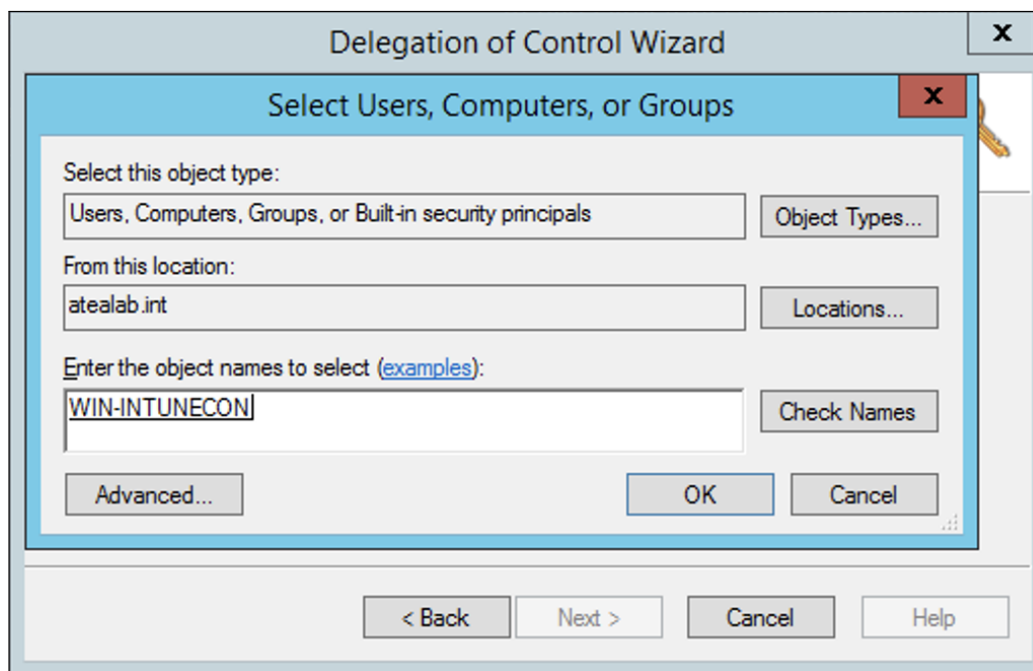 Delegation of Control Wizard
x
Select Users, Computers, or Groups
x
Select this object type:
Users, Computers, Groups, or Built-in security principals
Object Types...
From this location:
atealab.int
Locations...
Enter the object names to select (examples):
WIN-INTUNECON
Check Names
Advanced...
OK
Cancel
< Back
Next >
Cancel
Help